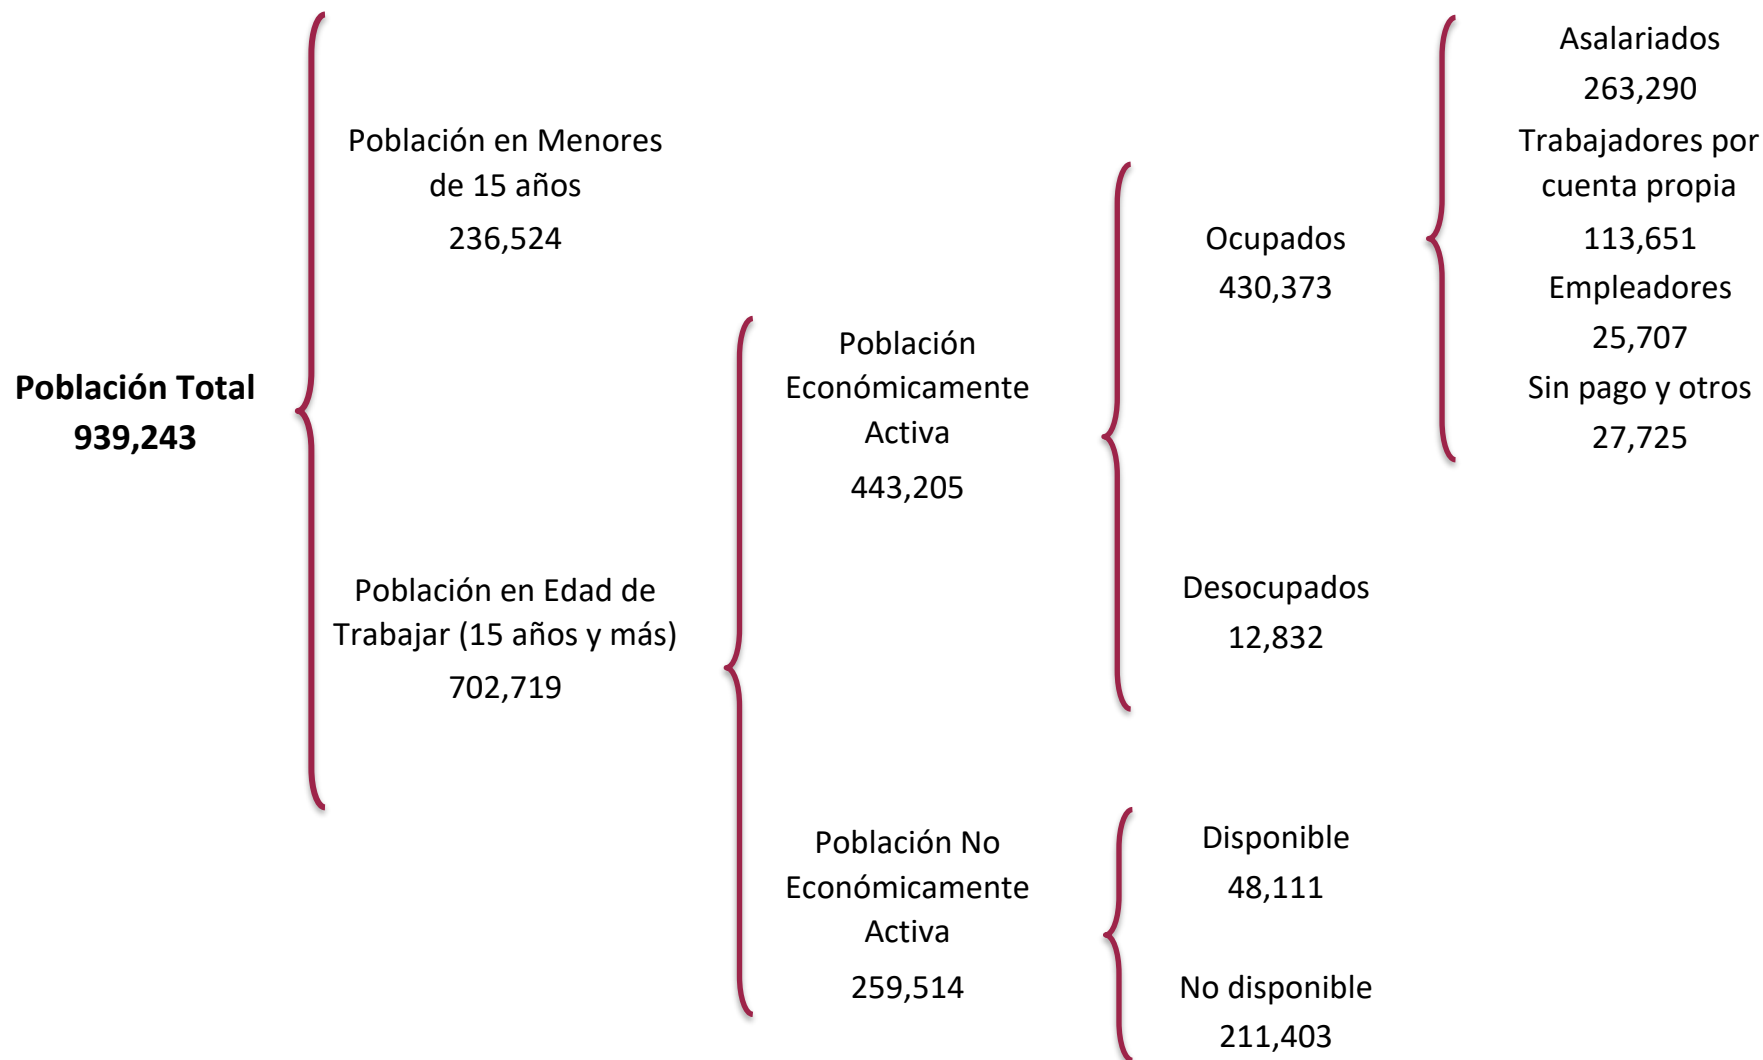 Población Total
939,243
Población en Menores
de 15 años
236,524
Población en Edad de
Trabajar (15 años y más)
702,719
Población
Económicamente
Activa
443,205
Población No
Económicamente
Activa
259,514
Ocupados
430,373
Desocupados
12,832
Disponible
48,111
No disponible
211,403
Asalariados
263,290
Trabajadores por
cuenta propia
113,651
Empleadores
25,707
Sin pago y otros
27,725